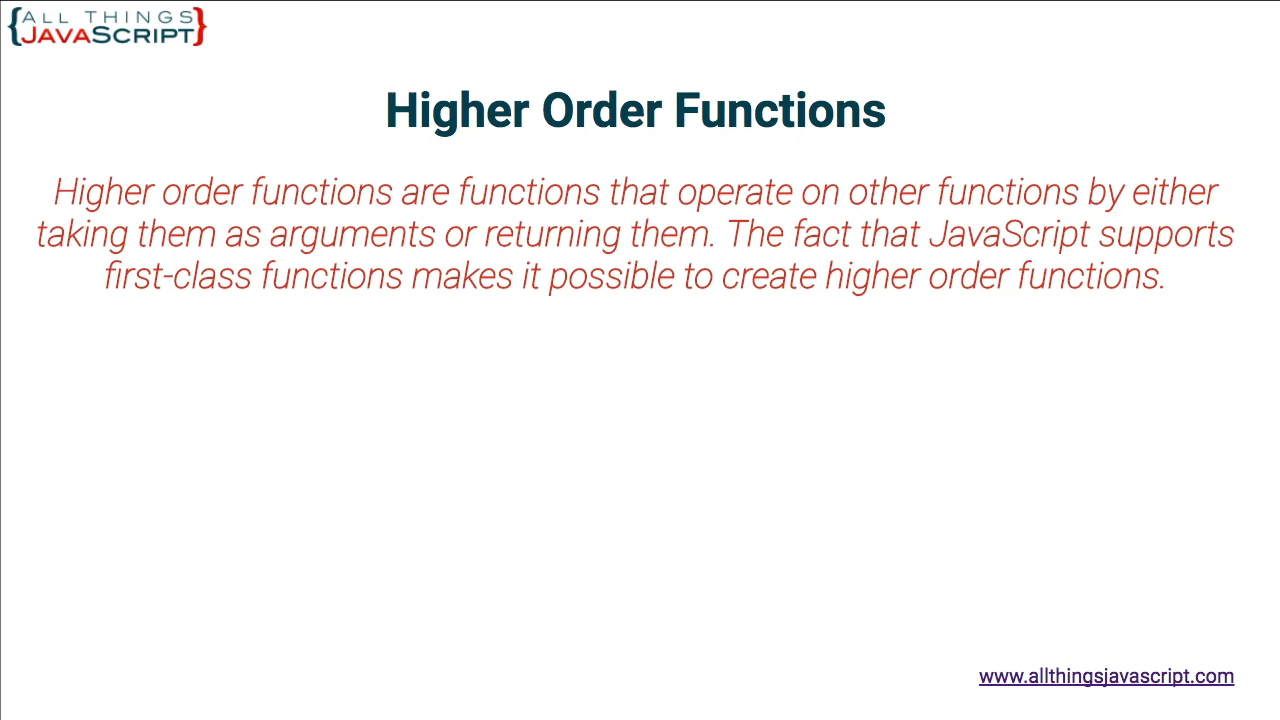 {ALL THINGS
JAVASCRIPT}
Higher Order Functions
Higher order functions are functions that operate on other functions by either
taking them as arguments or returning them. The fact that JavaScript supports
first-class functions makes it possible to create higher order functions.
www.allthingsjavascript.com